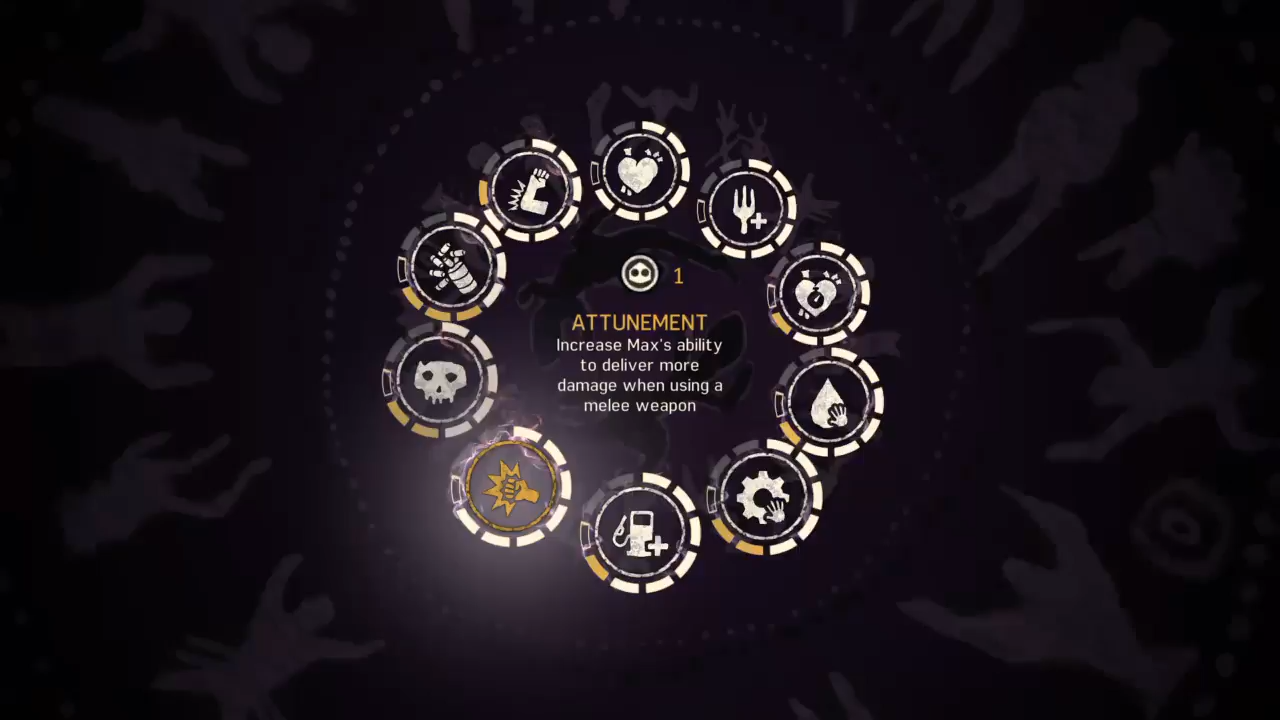 1
ATTUNEMENT
Increase Max's ability
to deliver more
damage when using a
melee weapon